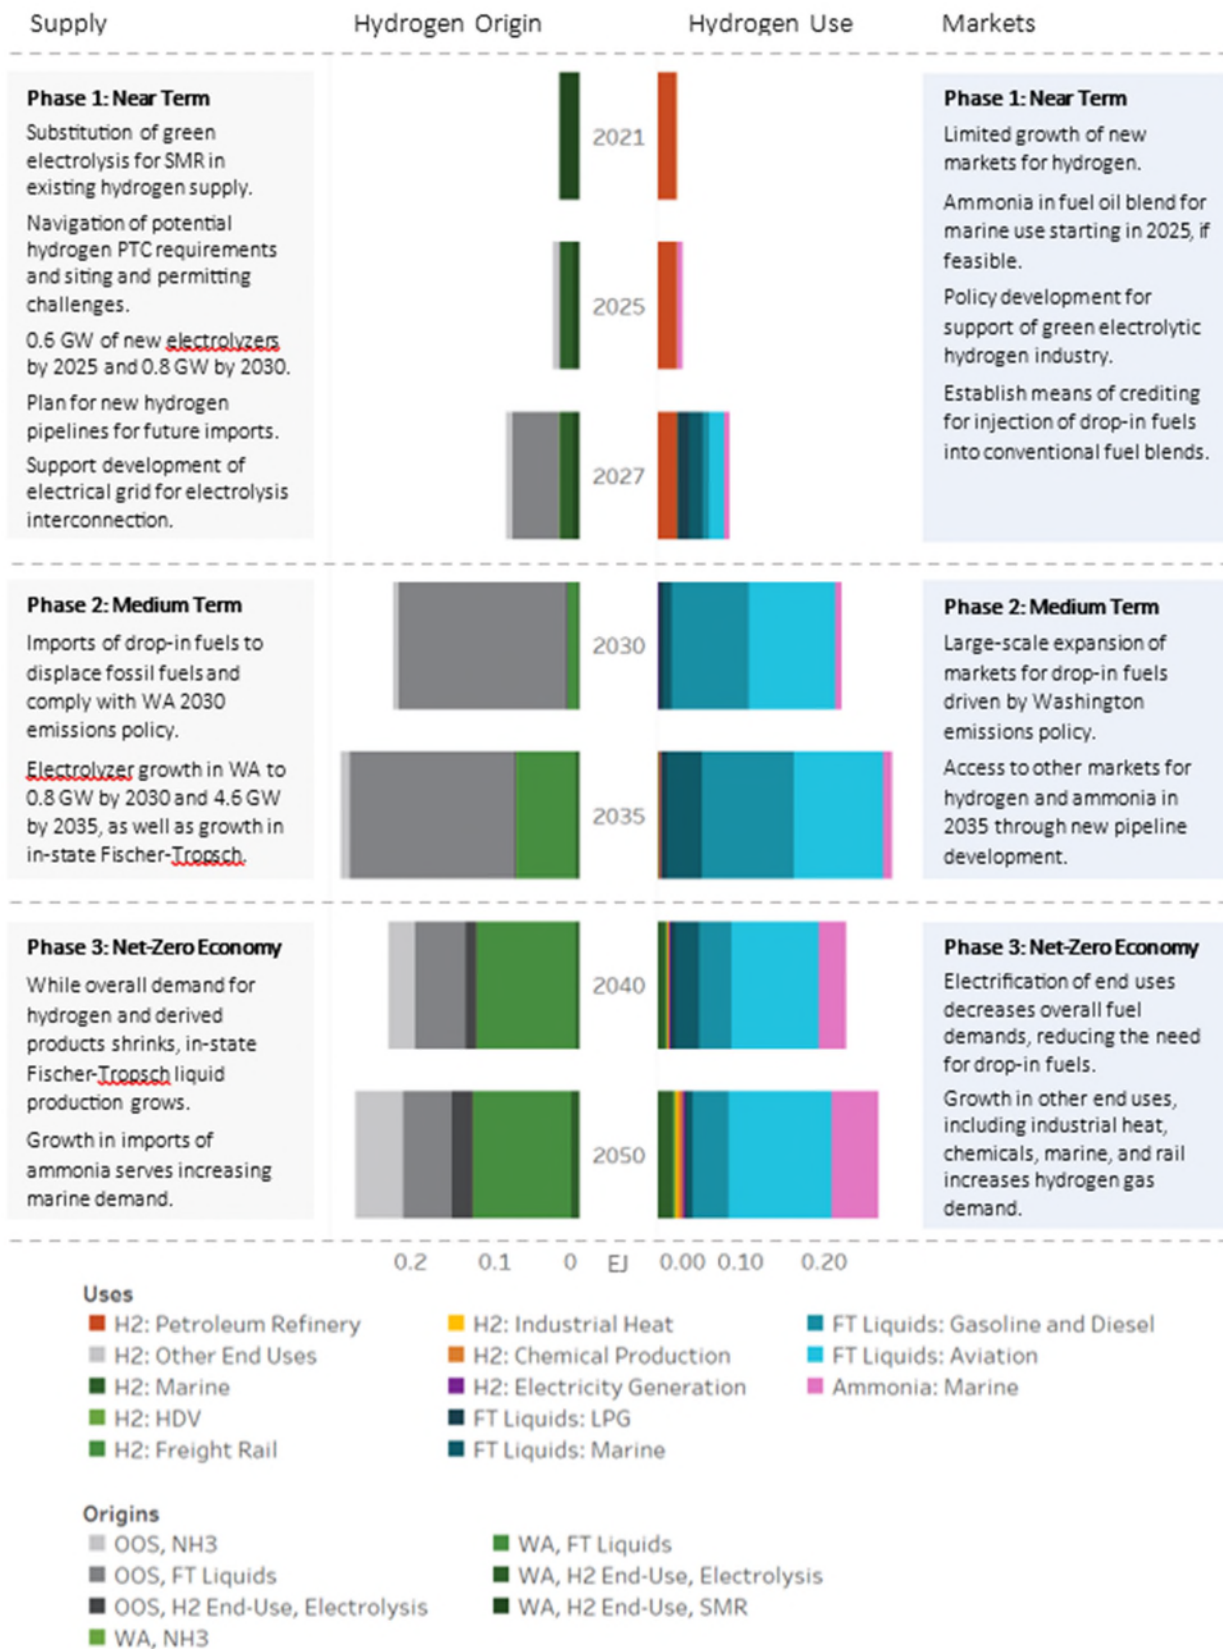 Supply
Hydrogen Origin
Hydrogen Use
Markets
Phase 1: Near Term
Substitution of green
electrolysis for SMR in
existing hydrogen supply.
Navigation of potential
hydrogen PTC requirements
and siting and permitting
challenges.
0.6 GW of new electrolyzers
by 2025 and 0.8 GW by 2030.
Plan for new hydrogen
pipelines for future imports.
Support development of
electrical grid for electrolysis
interconnection.
2021
2025
2027
Phase 1: Near Term
Limited growth of new
markets for hydrogen.
Ammonia in fuel oil blend for
marine use starting in 2025, if
feasible.
Policy development for
support of green electrolytic
hydrogen industry.
Establish means of crediting
for injection of drop-in fuels
into conventional fuel blends.
Phase 2: Medium Term
Imports of drop-in fuels to
displace fossil fuels and
comply with WA 2030
emissions policy.
Electrolyzer growth in WA to
0.8 GW by 2030 and 4.6 GW
by 2035, as well as growth in
in-state Fischer-Tropsch.
2030
2035
Phase 2: Medium Term
Large-scale expansion of
markets for drop-in fuels
driven by Washington
emissions policy.
Access to other markets for
hydrogen and ammonia in
2035 through new pipeline
development.
Phase 3: Net-Zero Economy
While overall demand for
hydrogen and derived
products shrinks, in-state
Fischer-Tropsch liquid
production grows.
Growth in imports of
ammonia serves increasing
marine demand.
2040
2050
Phase 3: Net-Zero Economy
Electrification of end uses
decreases overall fuel
demands, reducing the need
for drop-in fuels.
Growth in other end uses,
including industrial heat,
chemicals, marine, and rail
increases hydrogen gas
demand.
0.2 0.1 0 EJ 0.00 0.10 0.20
Uses
H2: Petroleum Refinery
H2: Other End Uses
H2: Marine
H2: HDV
H2: Freight Rail
H2: Industrial Heat
H2: Chemical Production
H2: Electricity Generation
FT Liquids: LPG
FT Liquids: Marine
FT Liquids: Gasoline and Diesel
FT Liquids: Aviation
Ammonia: Marine
Origins
OOS, NH3
OOS, FT Liquids
OOS, H2 End-Use, Electrolysis
WA, NH3
WA, FT Liquids
WA, H2 End-Use, Electrolysis
WA, H2 End-Use, SMR